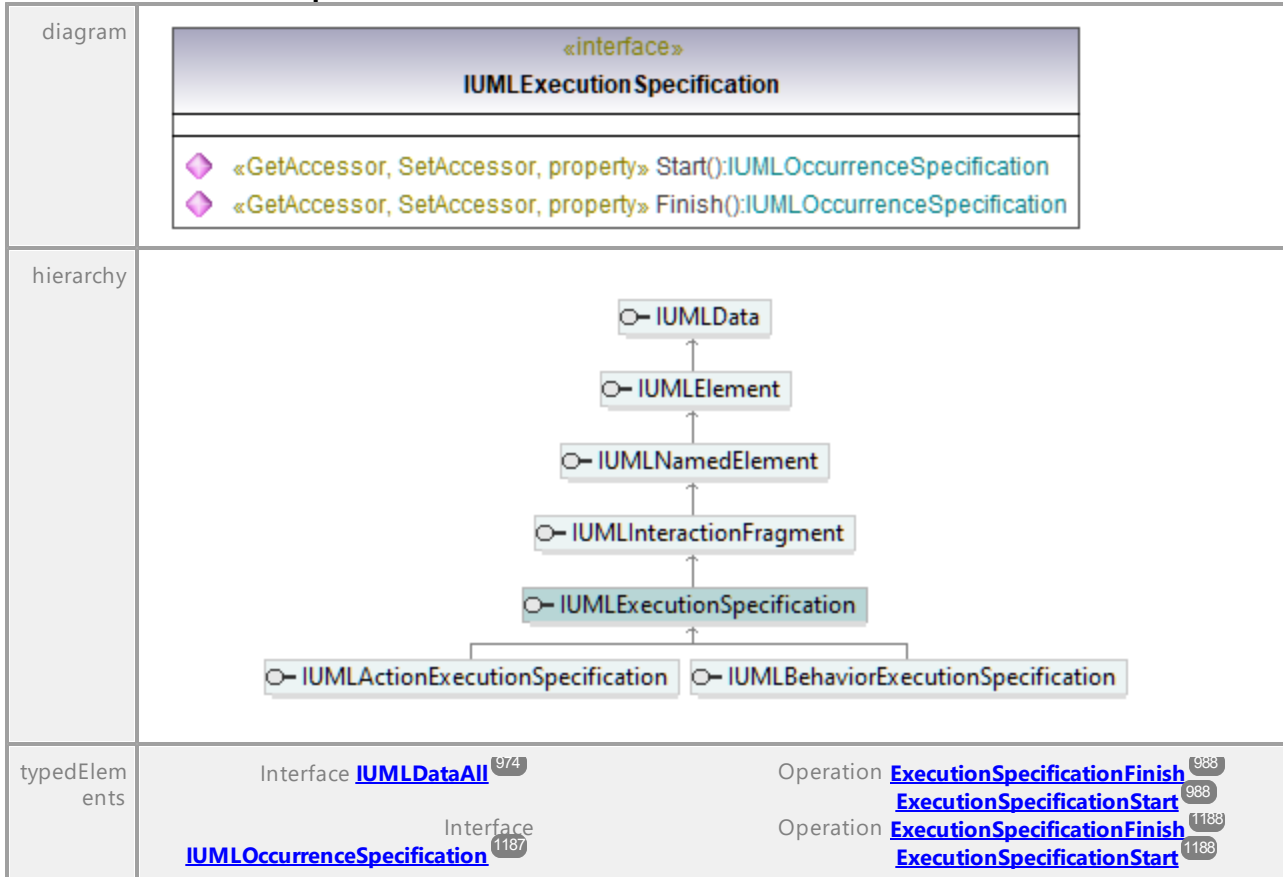 diagram
«interface»
IUMLExecutionSpecification
«GetAccessor, SetAccessor, property» Start():IUMLOccurrenceSpecification
«GetAccessor, SetAccessor, property» Finish():IUMLOccurrenceSpecification
hierarchy
IUMLData
IUMLElement
IUMLNamedElement
IUMLInteractionFragment
IUMLExecutionSpecification
IUMLActionExecutionSpecification IUMLBehaviorExecutionSpecification
typedElem
ents
Interface IUMLDataAll 974 Operation ExecutionSpecificationFinish 988
ExecutionSpecificationStart 988
Interface Operation ExecutionSpecificationFinish 1188
IUMLOccurrenceSpecification 1187 ExecutionSpecificationStart 1188